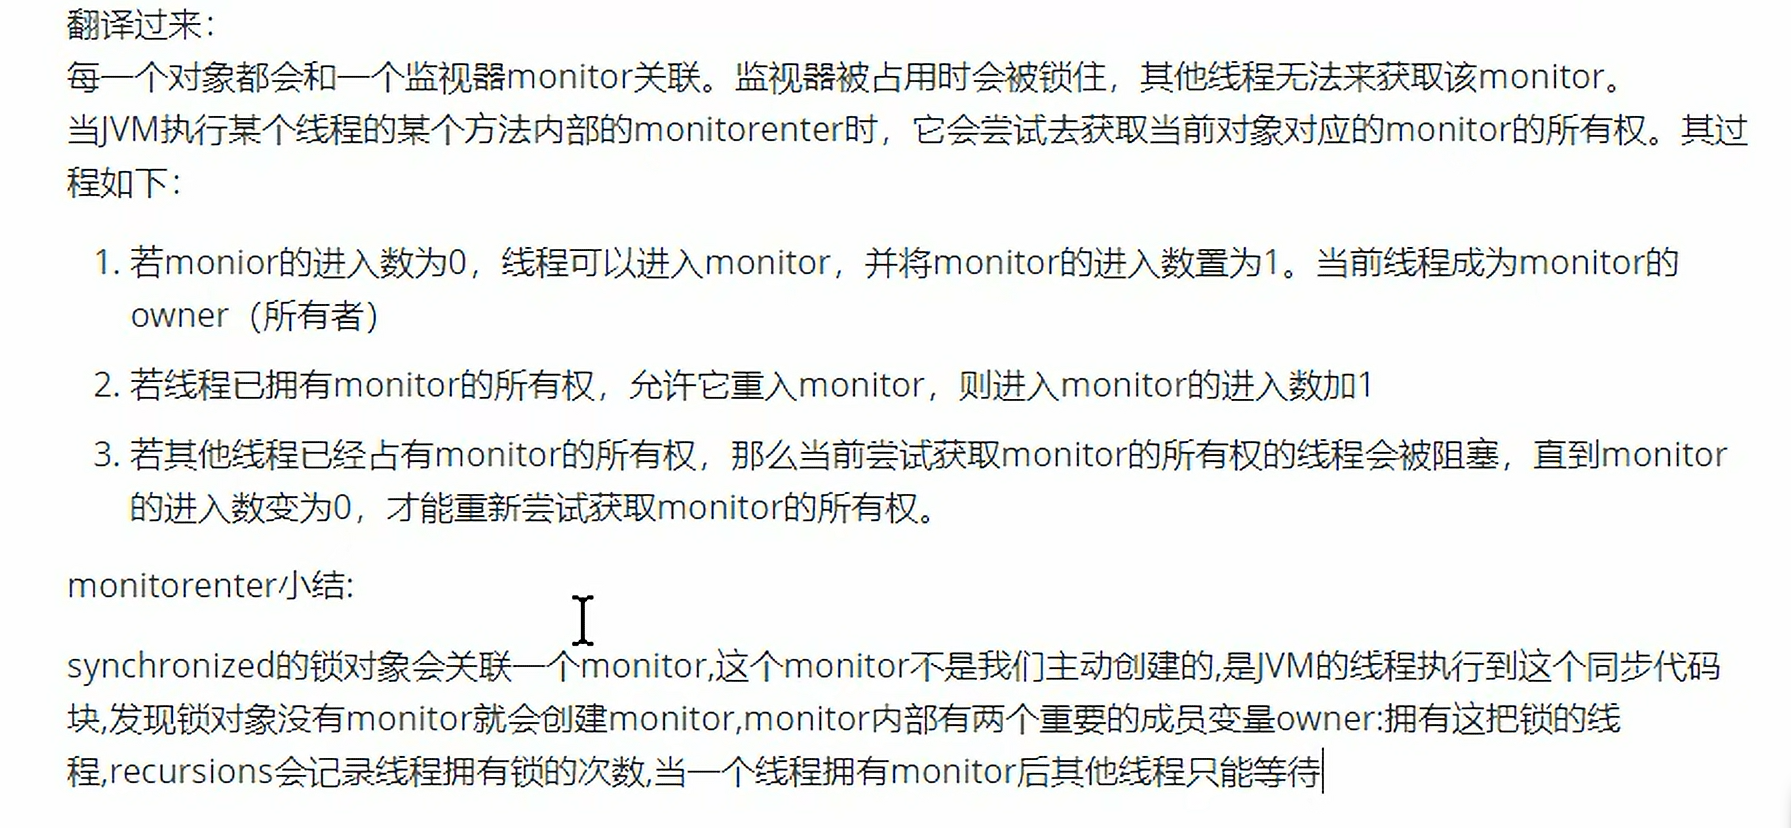 翻译过来：
每一个对象都会和一个监视器monitor关联。监视器被占用时会被锁住，其他线程无法来获取该monitor。
当JVM执行某个线程的某个方法内部的monitorenter时，它会尝试去获取当前对象对应的monitor的所有权。其过
程如下：
1. 若monior的进入数为0，线程可以进入monitor，并将monitor的进入数置为1。当前线程成为monitor的
owner（所有者）
2. 若线程已拥有monitor的所有权，允许它重入monitor，则进入monitor的进入数加1
3. 若其他线程已经占有monitor的所有权，那么当前尝试获取monitor的所有权的线程会被阻塞，直到monitor
的进入数变为0，才能重新尝试获取monitor的所有权。
monitorenter小结:
synchronized的锁对象会关联一个monitor,这个monitor不是我们主动创建的,是JVM的线程执行到这个同步代码
块,发现锁对象没有monitor就会创建monitor,monitor内部有两个重要的成员变量owner:拥有这把锁的线
程,recursions会记录线程拥有锁的次数,当一个线程拥有monitor后其他线程只能等待